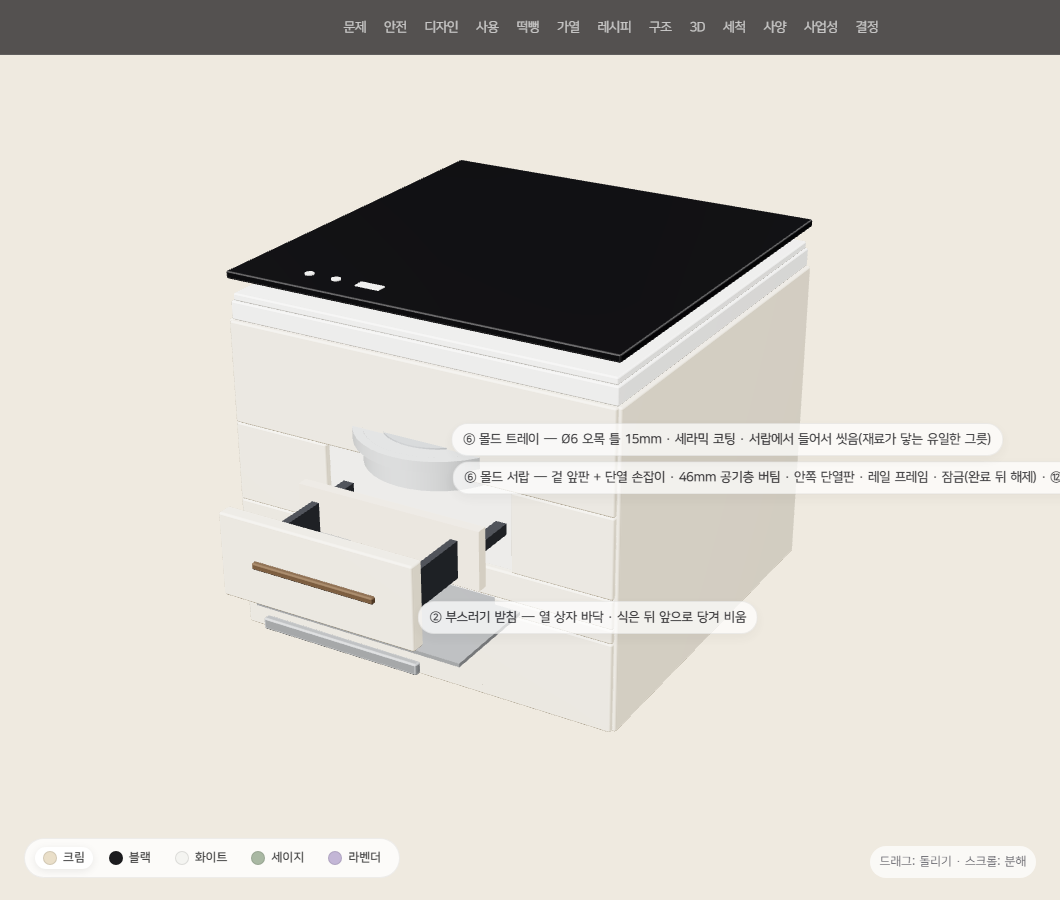 문제 안전 디자인 사용 떡뻥 가열 레시피 구조 3D 세척 사양 사업성 결정
⑥ 몰드 트레이 — Ø6 오목 틀 15mm · 세라믹 코팅 · 서랍에서 들어서 씻음(재료가 닿는 유일한 그릇)
⑥ 몰드 서랍 — 겉 앞판 + 단열 손잡이 · 46mm 공기층 버팀 · 안쪽 단열판 · 레일 프레임 · 잠금(완료 뒤 해제) ·
② 부스러기 받침 — 열 상자 바닥 · 식은 뒤 앞으로 당겨 비움
크림 블랙 화이트 세이지 라벤더
드래그: 돌리기 · 스크롤: 분해